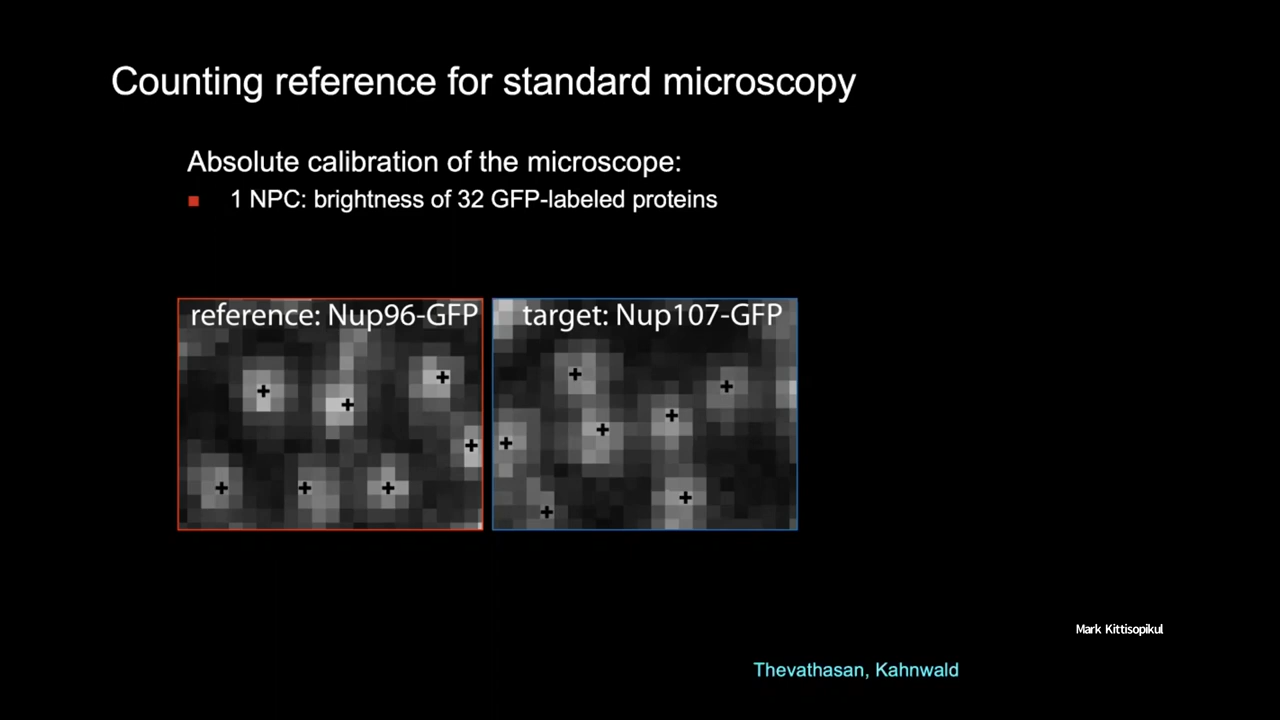 Counting reference for standard microscopy
Absolute calibration of the microscope:
1 NPC: brightness of 32 GFP-labeled proteins
reference: Nup96-GFP
target: Nup107-GFP
Mark Kittisopikul
Thevathasan, Kahnwald